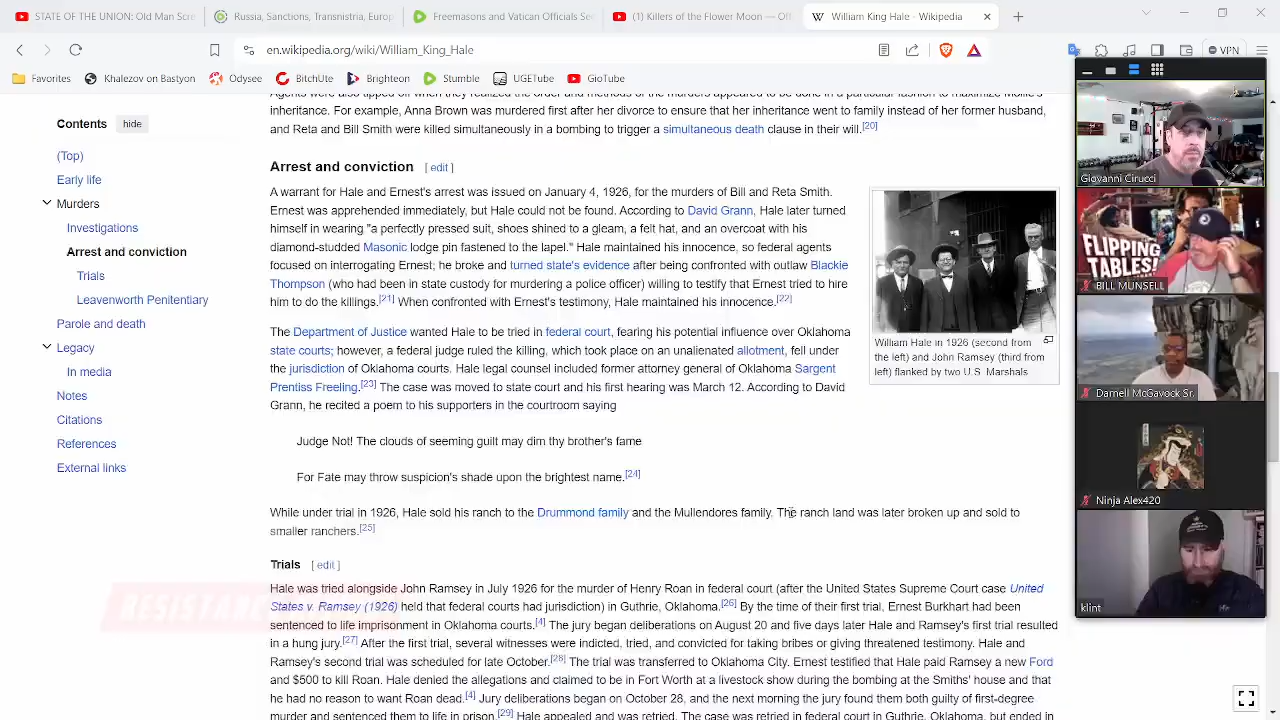 STATE OF THE UNION: Old Man Scre
Russia, Sanctions, Transnistria, Europ
Freemasons and Vatican Officials Se
(1) Killers of the Flower Moon — Offi
William King Hale - Wikipedia
en.wikipedia.org/wiki/William_King_Hale
VPN
Favorites
Khalezov on Bastyon
Odysee
BitchUte
Brighteon
UGETube
GioTube
inheritance. For example, Anna Brown was murdered first after her divorce to ensure that her inheritance went to family instead of her former husband,
and Reta and Bill Smith were killed simultaneously in a bombing to trigger a simultaneous death clause in their will.[20]
Contents hide
(Top)
Early life
Murders
Investigations
Arrest and conviction
Trials
Leavenworth Penitentiary
Parole and death
Legacy
In media
Notes
Citations
References
External links
Arrest and conviction [ edit ]
A warrant for Hale and Ernest's arrest was issued on January 4, 1926, for the murders of Bill and Reta Smith.
Ernest was apprehended immediately, but Hale could not be found. According to David Grann, Hale later turned
himself in wearing "a perfectly pressed suit, shoes shined to a gleam, a felt hat, and an overcoat with his
diamond-studded Masonic lodge pin fastened to the lapel." Hale maintained his innocence, so federal agents
focused on interrogating Ernest; he broke and turned state's evidence after being confronted with outlaw Blackie
Thompson (who had been in state custody for murdering a police officer) willing to testify that Ernest tried to hire
him to do the killings.[21] When confronted with Ernest's testimony, Hale maintained his innocence.[22]
The Department of Justice wanted Hale to be tried in federal court, fearing his potential influence over Oklahoma
state courts; however, a federal judge ruled the killing, which took place on an unalienated allotment, fell under
the jurisdiction of Oklahoma courts. Hale legal counsel included former attorney general of Oklahoma Sargent
Prentiss Freeling.[23] The case was moved to state court and his first hearing was March 12. According to David
Grann, he recited a poem to his supporters in the courtroom saying
Judge Not! The clouds of seeming guilt may dim thy brother's fame
For Fate may throw suspicion's shade upon the brightest name.[24]
While under trial in 1926, Hale sold his ranch to the Drummond family and the Mullendores family. The ranch land was later broken up and sold to
smaller ranchers.[25]
William Hale in 1926 (second from
the left) and John Ramsey (third from
left) flanked by two U.S. Marshals
Trials [ edit ]
Hale was tried alongside John Ramsey in July 1926 for the murder of Henry Roan in federal court (after the United States Supreme Court case United
States v. Ramsey (1926) held that federal courts had jurisdiction) in Guthrie, Oklahoma.[26] By the time of their first trial, Ernest Burkhart had been
sentenced to life imprisonment in Oklahoma courts.[4] The jury began deliberations on August 20 and five days later Hale and Ramsey's first trial resulted
in a hung jury.[27] After the first trial, several witnesses were indicted, tried, and convicted for taking bribes or giving threatened testimony. Hale and
Ramsey's second trial was scheduled for late October.[28] The trial was transferred to Oklahoma City. Ernest testified that Hale paid Ramsey a new Ford
and $500 to kill Roan. Hale denied the allegations and claimed to be in Fort Worth at a livestock show during the bombing at the Smiths' house and that
he had no reason to want Roan dead.[4] Jury deliberations began on October 28, and the next morning the jury found them both guilty of first-degree
murder and sentenced them to life in prison.[29] Hale appealed and was retried. The case was retried in federal court in Guthrie, Oklahoma, but ended in
Giovanni Cirucci
FLIPPING
TABLES!
BILL MUNSELL
Darnell McGavock Sr.
Ninja Alex420
klint